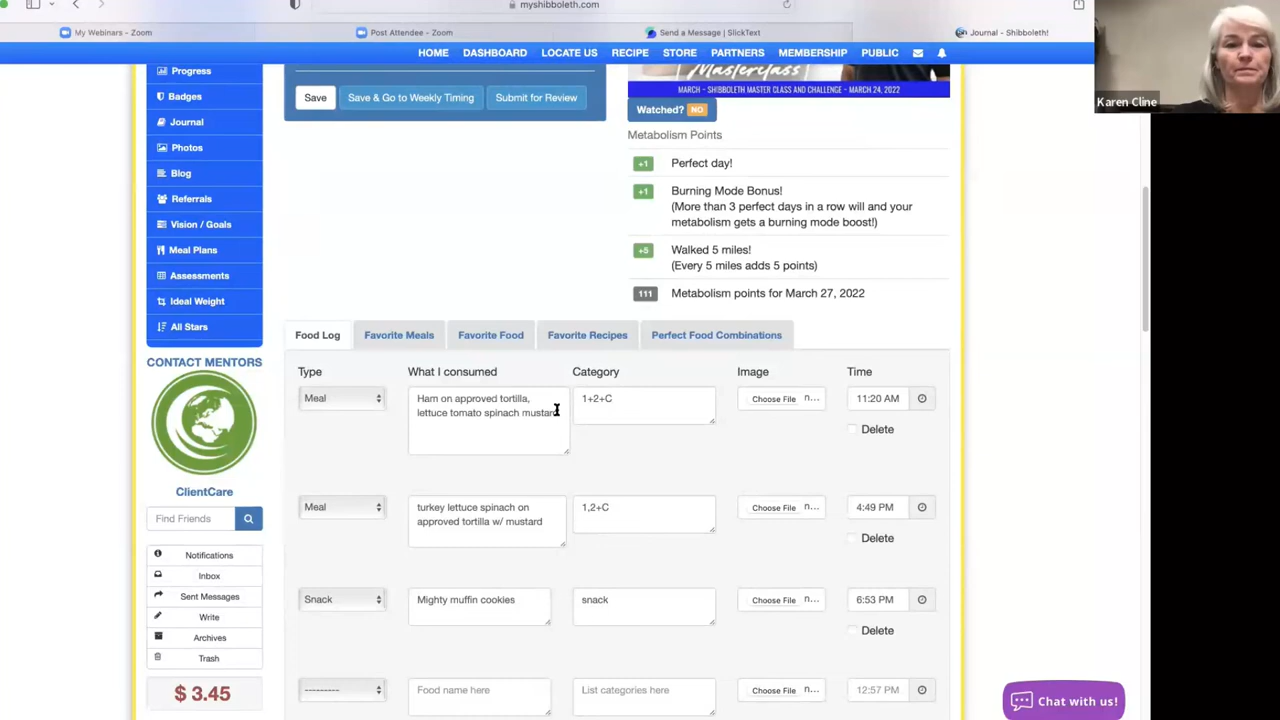 myshibboleth.com
My Webinars - Zoom
Post Attendee - Zoom
Send a Message | SlickText
Journal - Shibboleth!
HOME DASHBOARD LOCATE US RECIPE STORE PARTNERS MEMBERSHIP PUBLIC
Karen Cline
Progress
Badges
Journal
Photos
Blog
Referrals
Vision / Goals
Meal Plans
Assessments
Ideal Weight
All Stars
CONTACT MENTORS
ClientCare
Find Friends
Notifications
Inbox
Sent Messages
Write
Archives
Trash
$ 3.45
Save
Save & Go to Weekly Timing
Submit for Review
Masterclass
MARCH - SHIBBOLETH MASTER CLASS AND CHALLENGE - MARCH 24, 2022
Watched? NO
Metabolism Points
+1 Perfect day!
+1 Burning Mode Bonus!
(More than 3 perfect days in a row will and your
metabolism gets a burning mode boost!)
+5 Walked 5 miles!
(Every 5 miles adds 5 points)
111 Metabolism points for March 27, 2022
Food Log Favorite Meals Favorite Food Favorite Recipes Perfect Food Combinations
Type What I consumed Category Image Time
Meal
Ham on approved tortilla,
lettuce tomato spinach mustard
1+2+C
Choose File n...
11:20 AM
Delete
Meal
turkey lettuce spinach on
approved tortilla w/ mustard
1,2+C
Choose File n...
4:49 PM
Delete
Snack
Mighty muffin cookies
snack
Choose File n...
6:53 PM
Delete
---------
Food name here
List categories here
Choose File n...
12:57 PM
Chat with us!